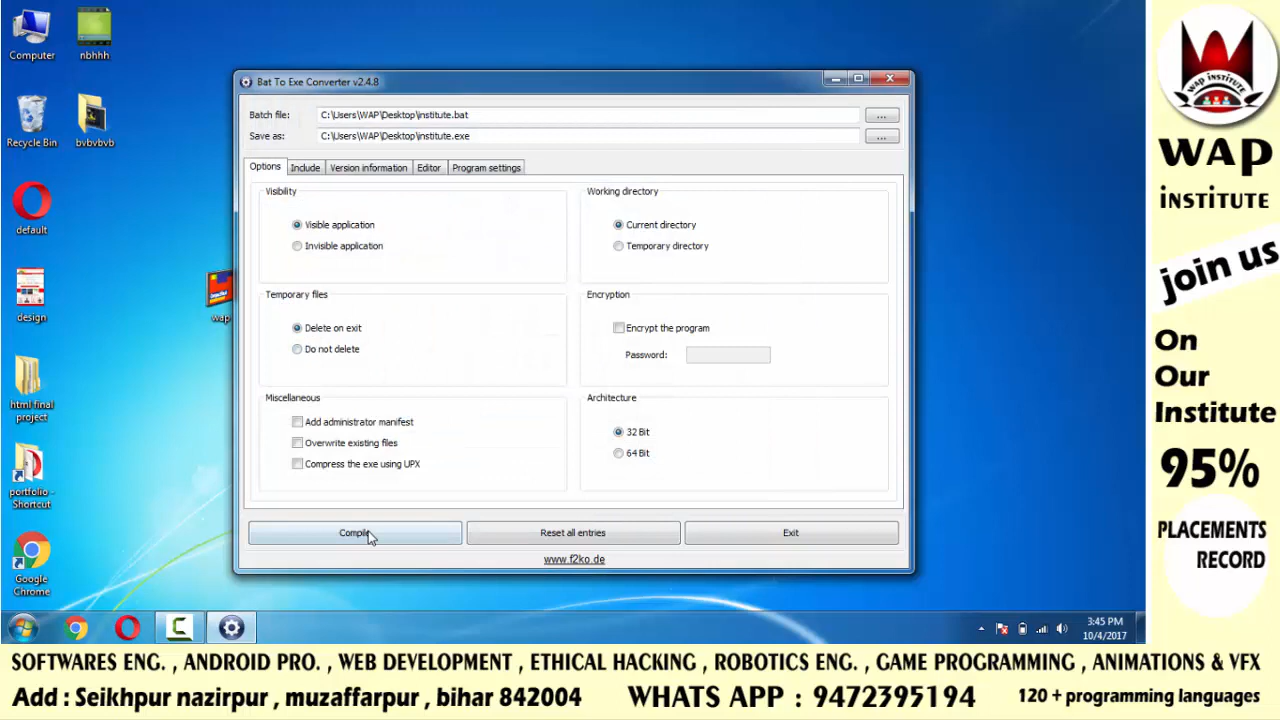 Computer
nbhhh
Recycle Bin
bvbvbvb
default
design
wap
html final
project
portfolio -
Shortcut
Google
Chrome
Bat To Exe Converter v2.4.8
Batch file:
C:\Users\WAP\Desktop\institute.bat
...
Save as:
C:\Users\WAP\Desktop\institute.exe
...
Options
Include
Version information
Editor
Program settings
Visibility
Visible application
Invisible application
Working directory
Current directory
Temporary directory
Temporary files
Delete on exit
Do not delete
Encryption
Encrypt the program
Password:
Miscellaneous
Add administrator manifest
Overwrite existing files
Compress the exe using UPX
Architecture
32 Bit
64 Bit
Compile
Reset all entries
Exit
www.f2ko.de
3:45 PM
10/4/2017
wap institute
wap
institute
join us
On
Our
Institute
95%
PLACEMENTS
RECORD
SOFTWARES ENG. , ANDROID PRO. , WEB DEVELOPMENT , ETHICAL HACKING , ROBOTICS ENG. , GAME PROGRAMMING , ANIMATIONS & VFX
Add : Seikhpur nazirpur , muzaffarpur , bihar 842004 WHATS APP : 9472395194 120 + programming languages